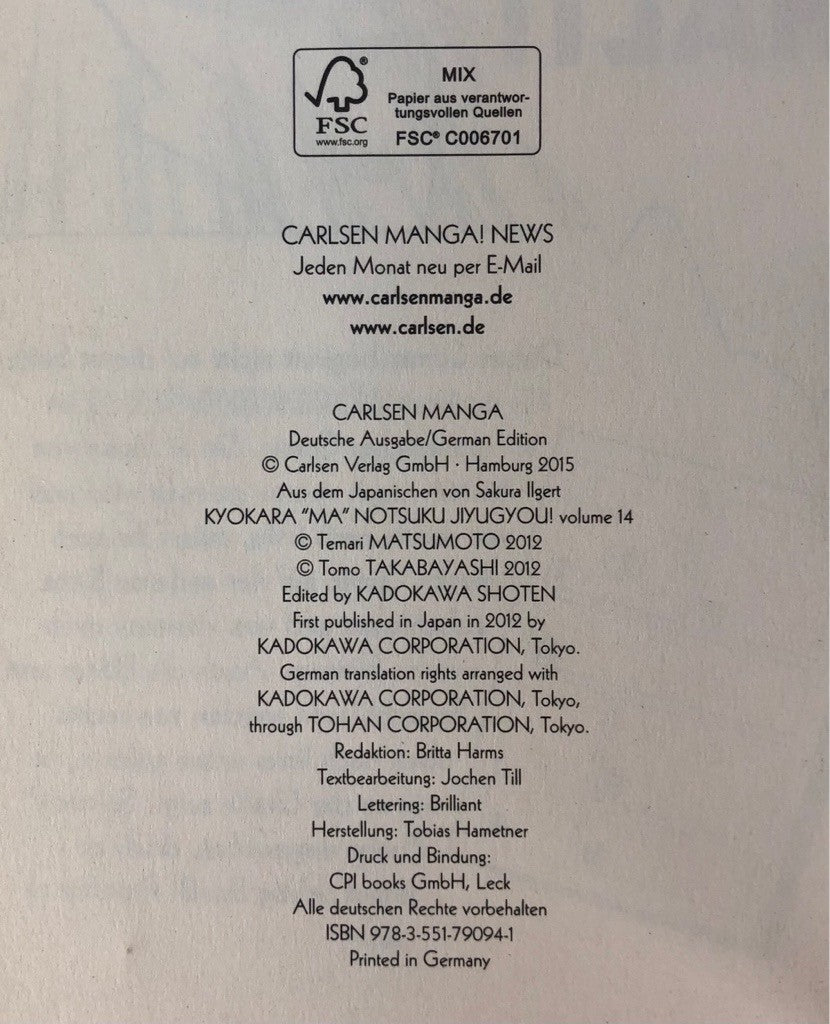 MIX
Papier aus verantwor-
tungsvollen Quellen
FSC® C006701
®
FSC
www.fsc.org
CARLSEN MANGA! NEWS
Jeden Monat neu per E-Mail
www.carlsenmanga.de
www.carlsen.de
CARLSEN MANGA
Deutsche Ausgabe/German Edition
© Carlsen Verlag GmbH · Hamburg 2015
Aus dem Japanischen von Sakura Ilgert
KYOKARA "MA" NOTSUKU JIYUGYOU! volume 14
© Temari MATSUMOTO 2012
© Tomo TAKABAYASHI 2012
Edited by KADOKAWA SHOTEN
First published in Japan in 2012 by
KADOKAWA CORPORATION, Tokyo.
German translation rights arranged with
KADOKAWA CORPORATION, Tokyo,
through TOHAN CORPORATION, Tokyo.
Redaktion: Britta Harms
Textbearbeitung: Jochen Till
Lettering: Brilliant
Herstellung: Tobias Hametner
Druck und Bindung:
CPI books GmbH, Leck
Alle deutschen Rechte vorbehalten
ISBN 978-3-551-79094-1
Printed in Germany